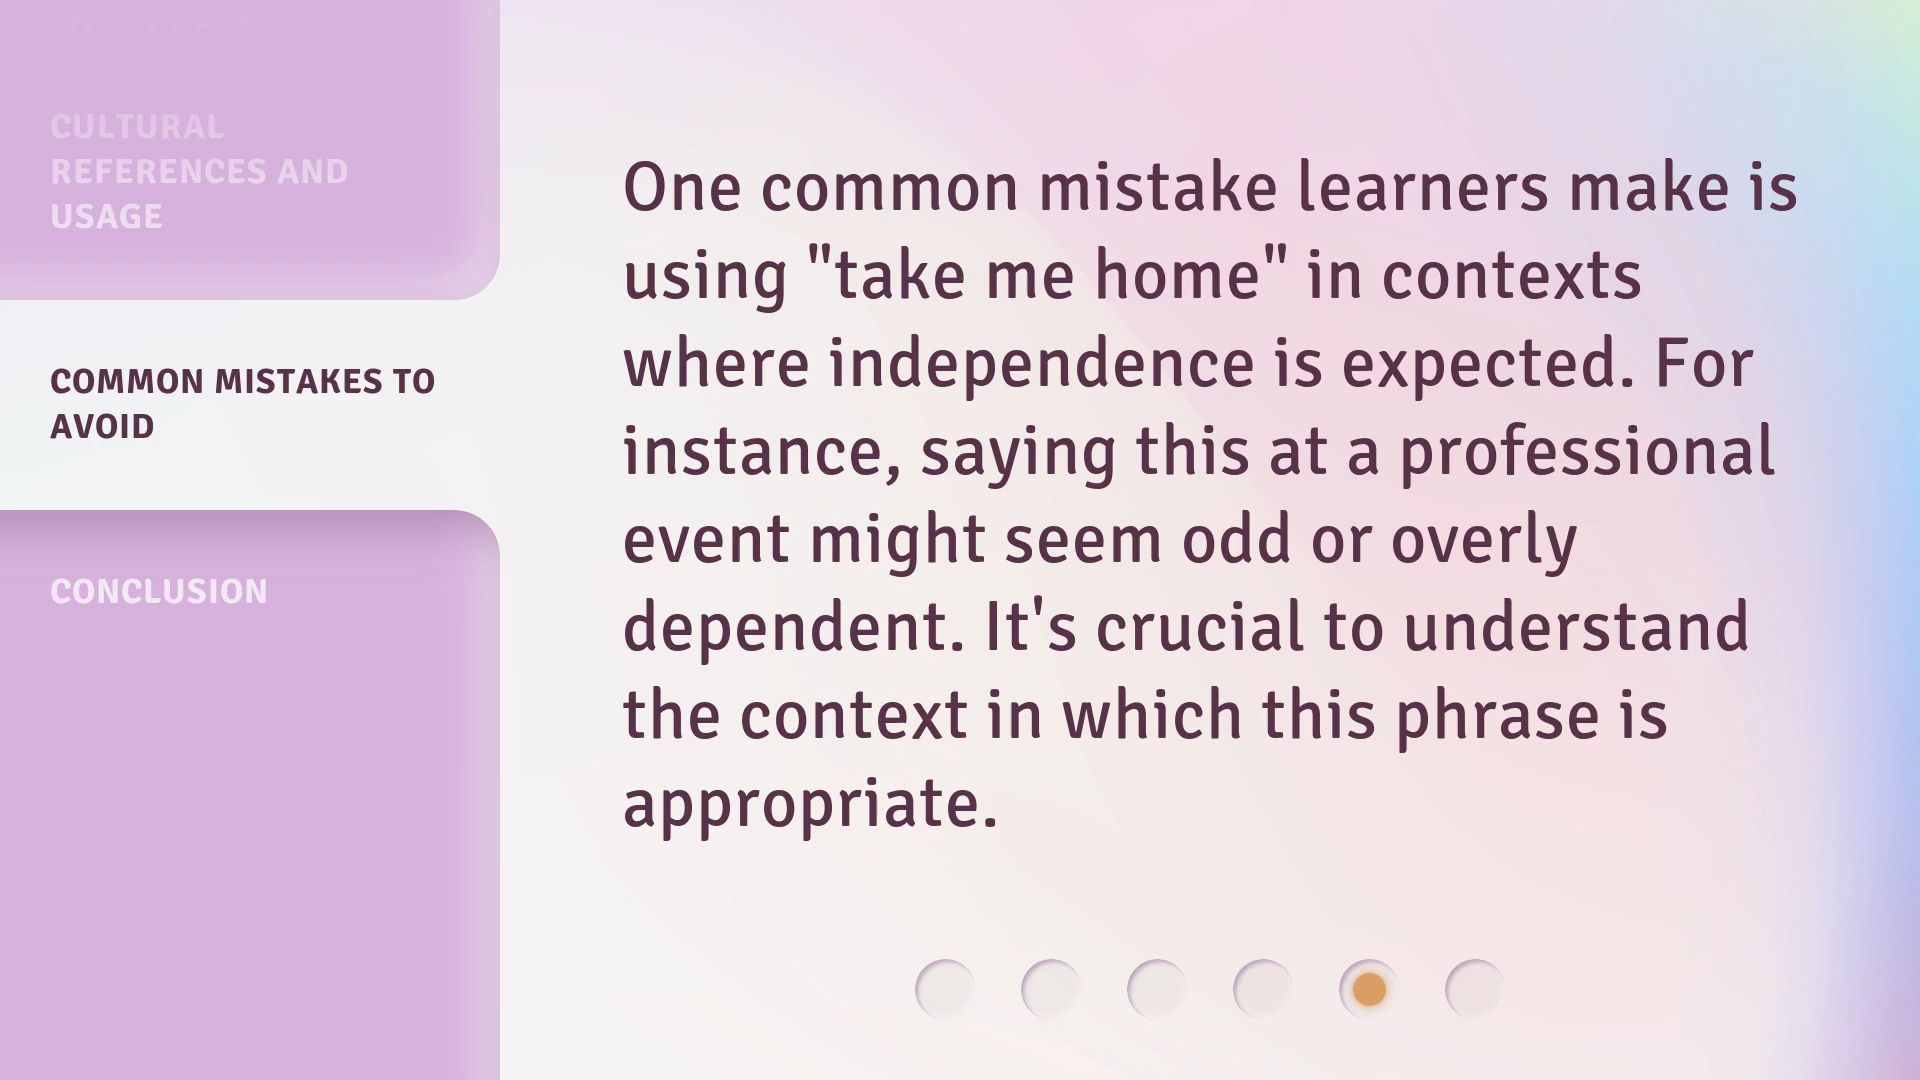 THE PHRASE
CULTURAL
REFERENCES AND
USAGE
COMMON MISTAKES TO
AVOID
CONCLUSION
One common mistake learners make is
using "take me home" in contexts
where independence is expected. For
instance, saying this at a professional
event might seem odd or overly
dependent. It's crucial to understand
the context in which this phrase is
appropriate.